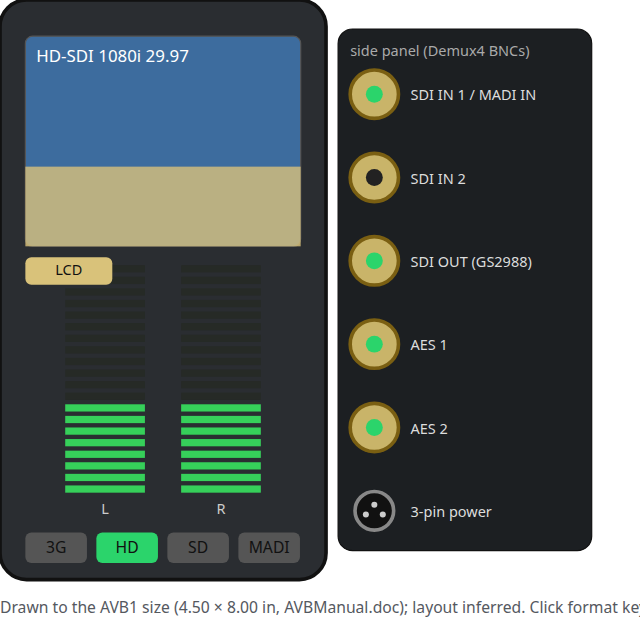 HD-SDI 1080i 29.97
LCD
L R
3G HD SD MADI
side panel (Demux4 BNCs)
SDI IN 1 / MADI IN
SDI IN 2
SDI OUT (GS2988)
AES 1
AES 2
3-pin power
Drawn to the AVB1 size (4.50 × 8.00 in, AVBManual.doc); layout inferred. Click format